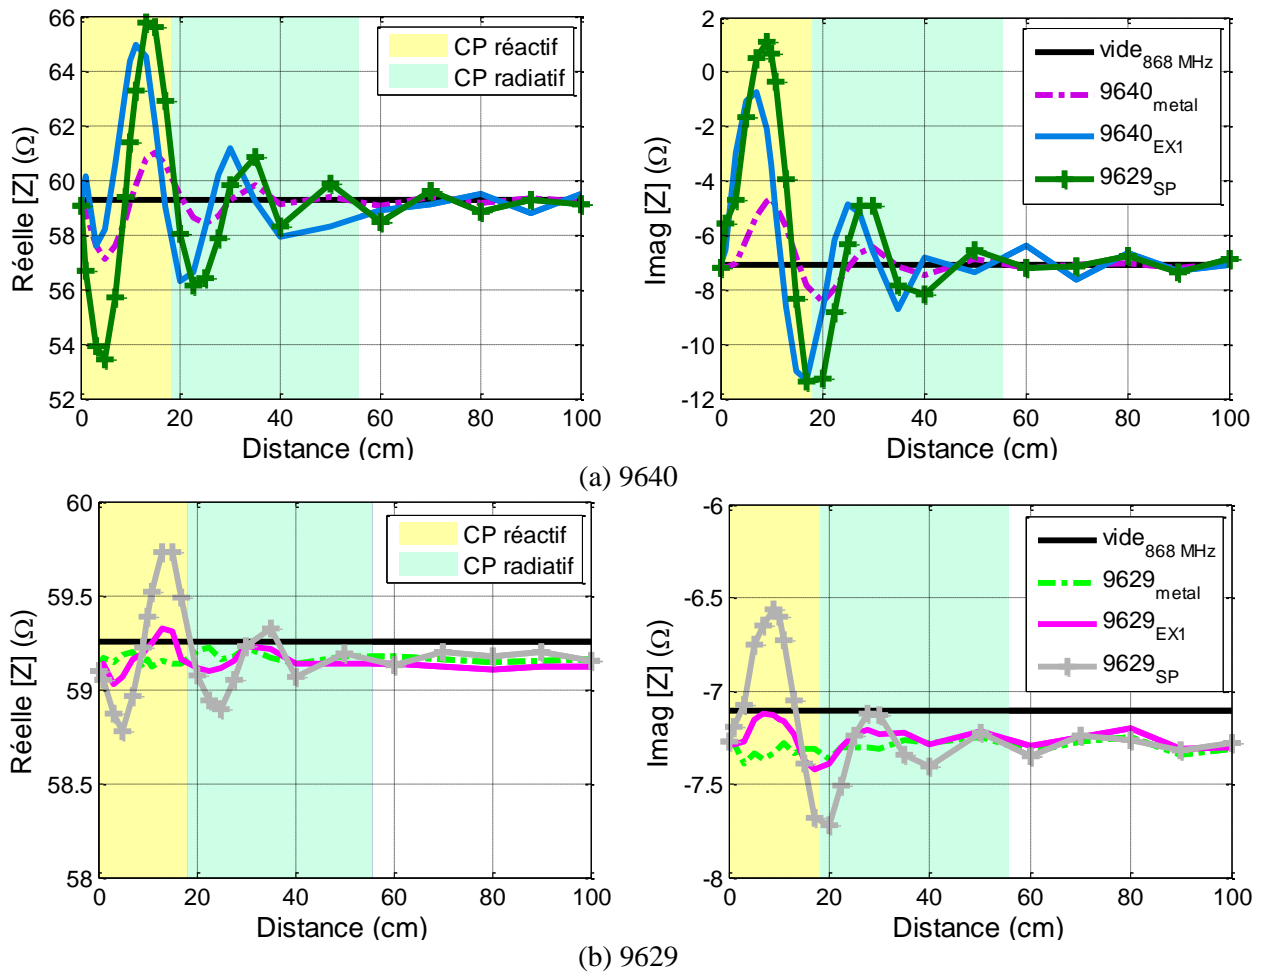 66
64
62
60
58
56
54
52
0
20
40
60
80
100
Réelle [Z] (Ω)
Distance (cm)
CP réactif
CP radiatif
2
0
-2
-4
-6
-8
-10
-12
0
20
40
60
80
100
Imag [Z] (Ω)
Distance (cm)
vide868 MHz
9640metal
9640EX1
9629SP
(a) 9640
60
59.5
59
58.5
58
0
20
40
60
80
100
Réelle [Z] (Ω)
Distance (cm)
CP réactif
CP radiatif
-6
-6.5
-7
-7.5
-8
0
20
40
60
80
100
Imag [Z] (Ω)
Distance (cm)
vide868 MHz
9629metal
9629EX1
9629SP
(b) 9629